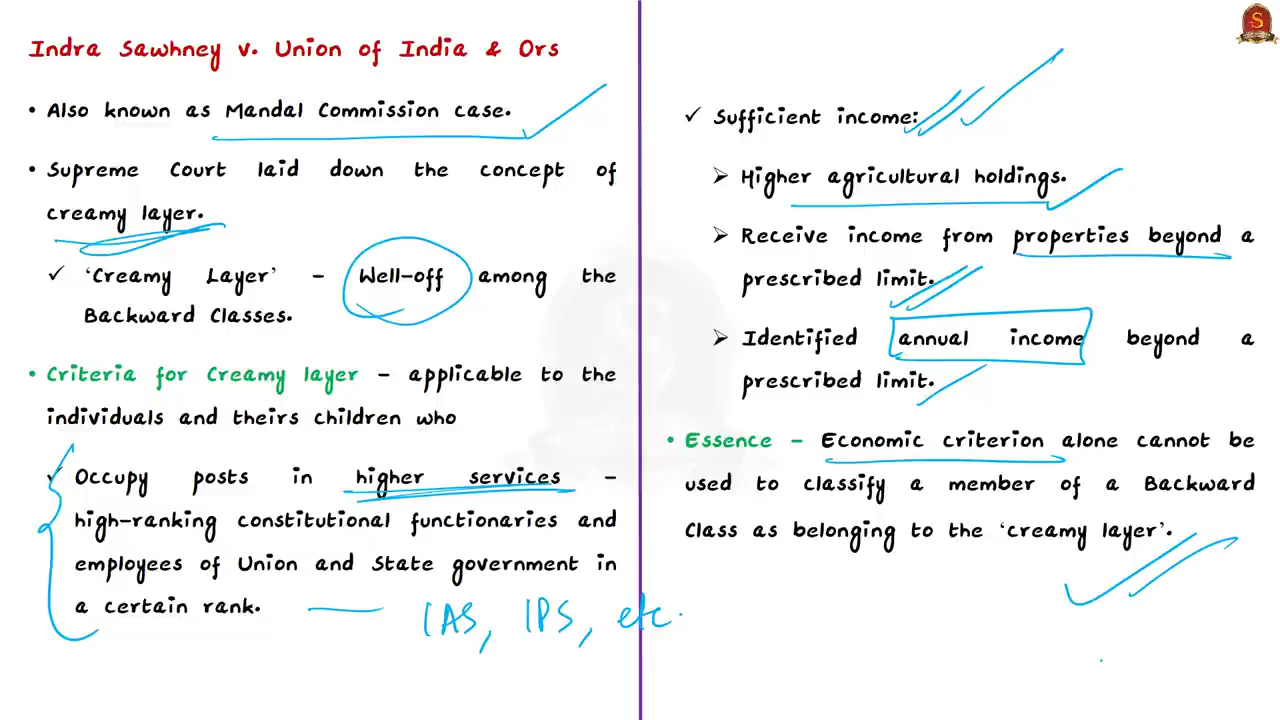 Indra Sawhney v. Union of India & Ors
• Also known as Mandal Commission case.
• Supreme Court laid down the concept of
creamy layer.
✓ ‘Creamy Layer’ - Well-off among the
Backward Classes.
• Criteria for Creamy layer - applicable to the
individuals and theirs children who
✓ Occupy posts in higher services -
high-ranking constitutional functionaries and
employees of Union and State government in
a certain rank. — IAS, IPS, etc.
✓ Sufficient income:
➤ Higher agricultural holdings.
➤ Receive income from properties beyond a
prescribed limit.
➤ Identified annual income beyond a
prescribed limit.
• Essence - Economic criterion alone cannot be
used to classify a member of a Backward
Class as belonging to the ‘creamy layer’.